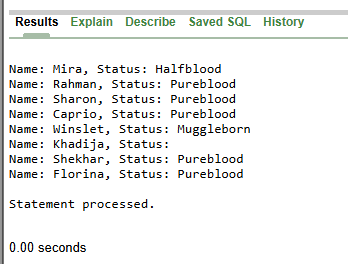 Results Explain Describe Saved SQL History
Name: Mira, Status: Halfblood
Name: Rahman, Status: Pureblood
Name: Sharon, Status: Pureblood
Name: Caprio, Status: Pureblood
Name: Winslet, Status: Muggleborn
Name: Khadija, Status:
Name: Shekhar, Status: Pureblood
Name: Florina, Status: Pureblood
Statement processed.
0.00 seconds